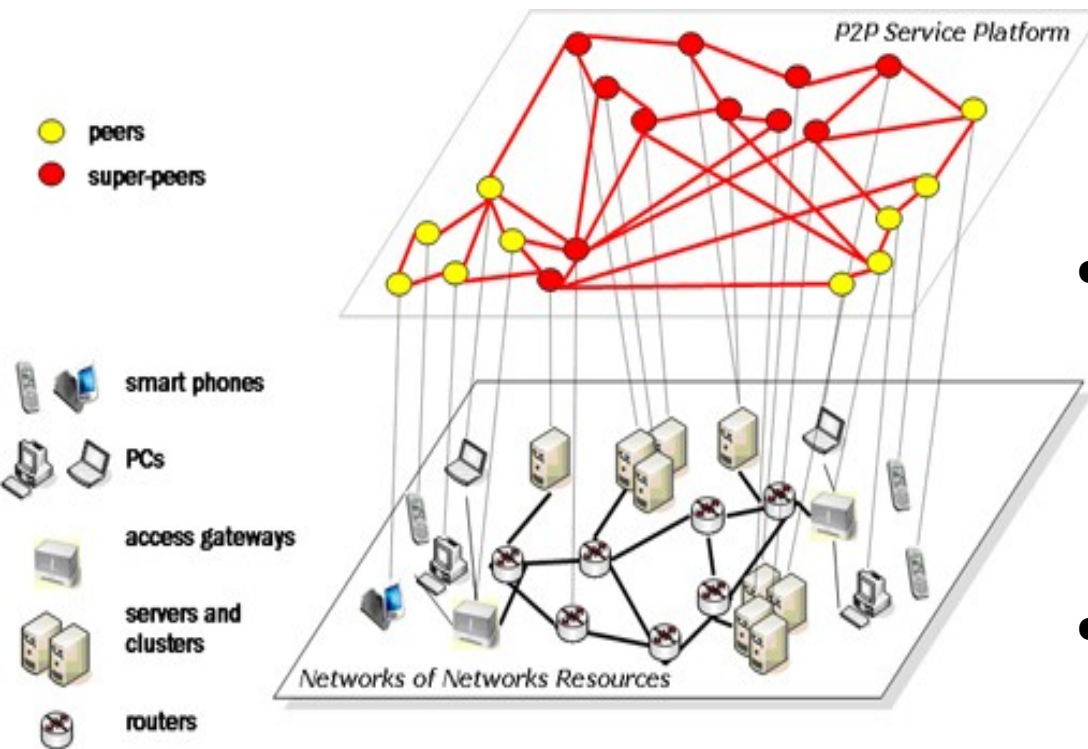 P2P Service Platform
peers
super-peers
smart phones
PCs
access gateways
servers and
clusters
routers
Networks of Networks Resources